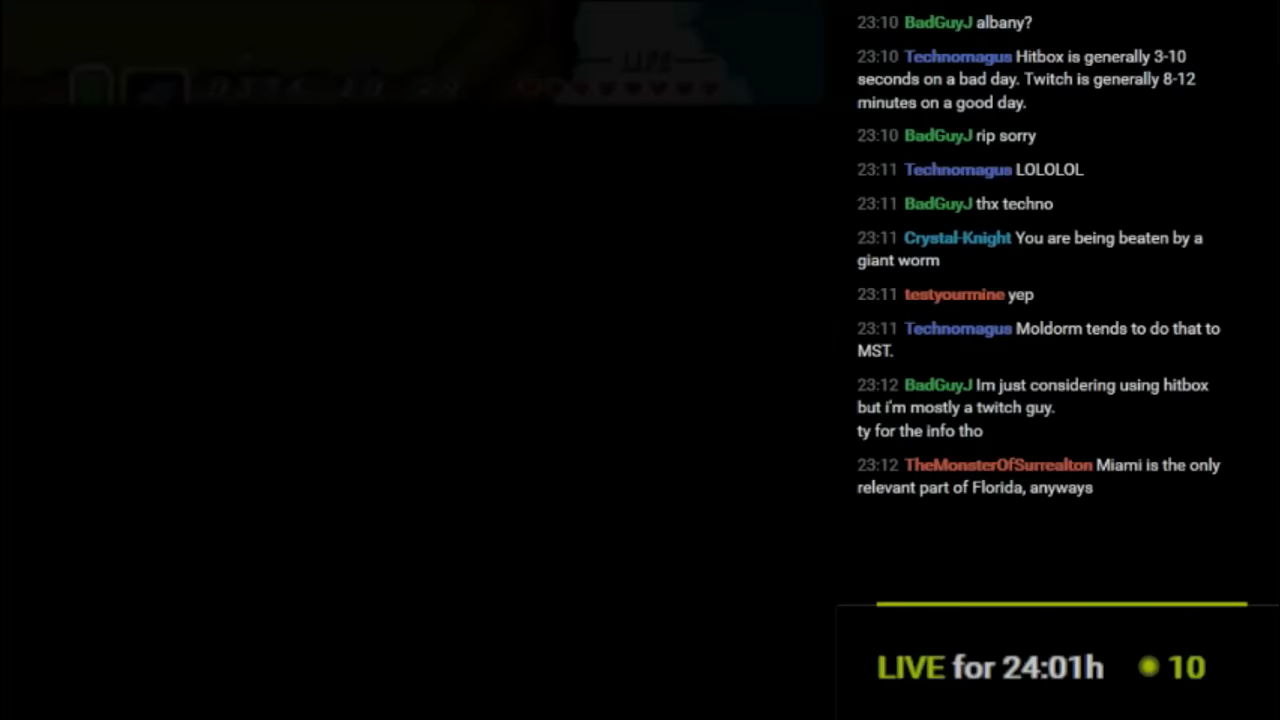 LIFE
23:10 BadGuyJ albany?
23:10 Technomagus Hitbox is generally 3-10
seconds on a bad day. Twitch is generally 8-12
minutes on a good day.
23:10 BadGuyJ rip sorry
23:11 Technomagus LOLOLOL
23:11 BadGuyJ thx techno
23:11 Crystal-Knight You are being beaten by a
giant worm
23:11 testyourmine yep
23:11 Technomagus Moldorm tends to do that to
MST.
23:12 BadGuyJ Im just considering using hitbox
but i'm mostly a twitch guy.
ty for the info tho
23:12 TheMonsterOfSurrealton Miami is the only
relevant part of Florida, anyways
LIVE for 24:01h 10